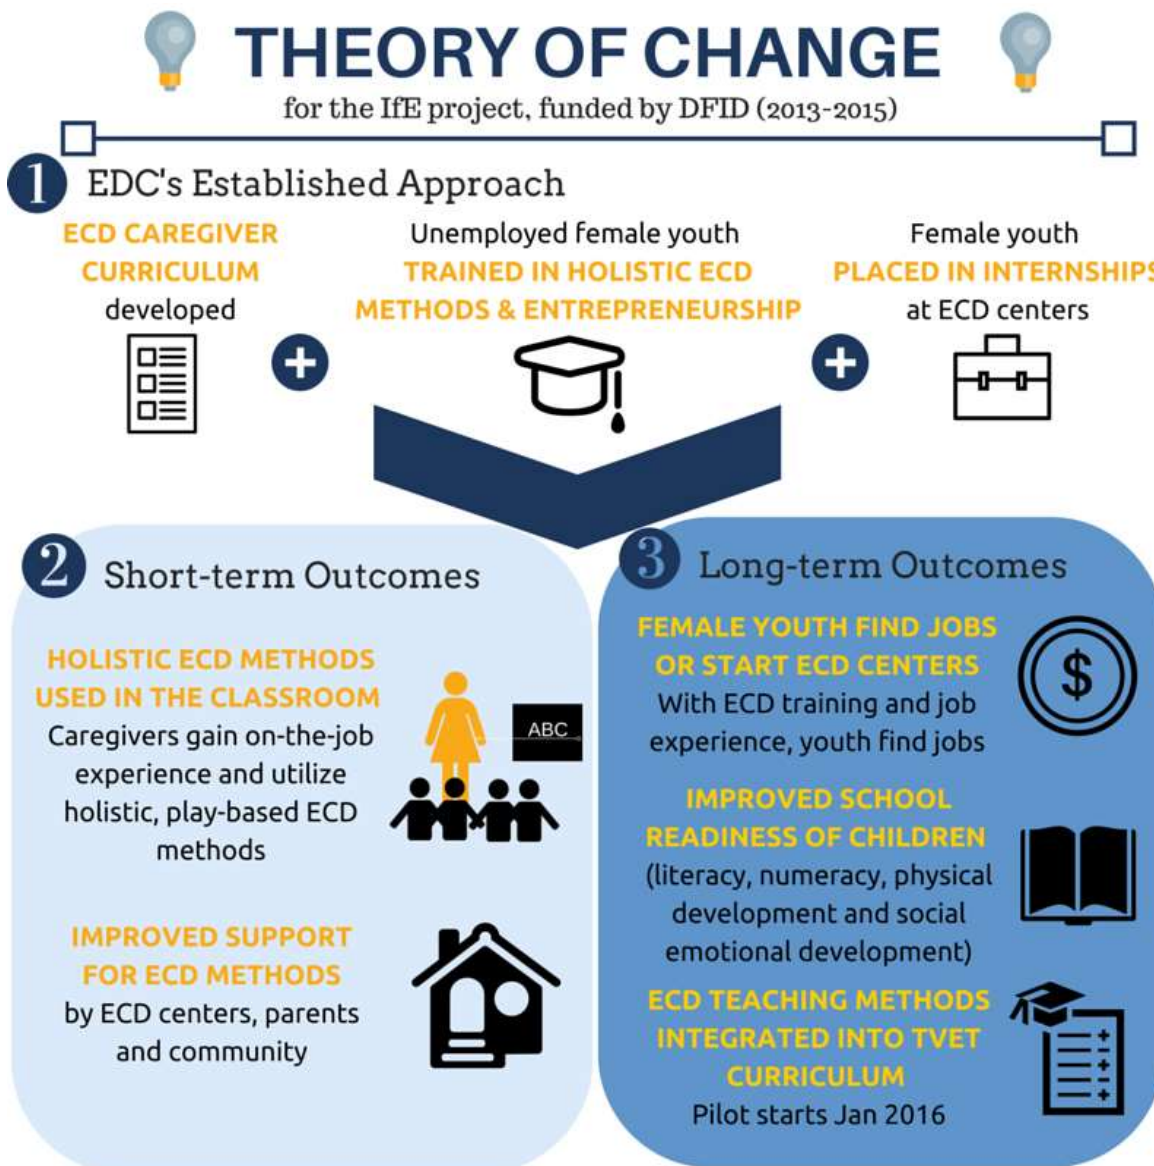 THEORY OF CHANGE
for the IfE project, funded by DFID (2013-2015)
1 EDC's Established Approach
ECD CAREGIVER
CURRICULUM
developed
+
Unemployed female youth
TRAINED IN HOLISTIC ECD
METHODS & ENTREPRENEURSHIP
+
Female youth
PLACED IN INTERNSHIPS
at ECD centers
2 Short-term Outcomes
HOLISTIC ECD METHODS
USED IN THE CLASSROOM
Caregivers gain on-the-job
experience and utilize
holistic, play-based ECD
methods
ABC
IMPROVED SUPPORT
FOR ECD METHODS
by ECD centers, parents
and community
3 Long-term Outcomes
FEMALE YOUTH FIND JOBS
OR START ECD CENTERS
With ECD training and job
experience, youth find jobs
$
IMPROVED SCHOOL
READINESS OF CHILDREN
(literacy, numeracy, physical
development and social
emotional development)
ECD TEACHING METHODS
INTEGRATED INTO TVET
CURRICULUM
Pilot starts Jan 2016